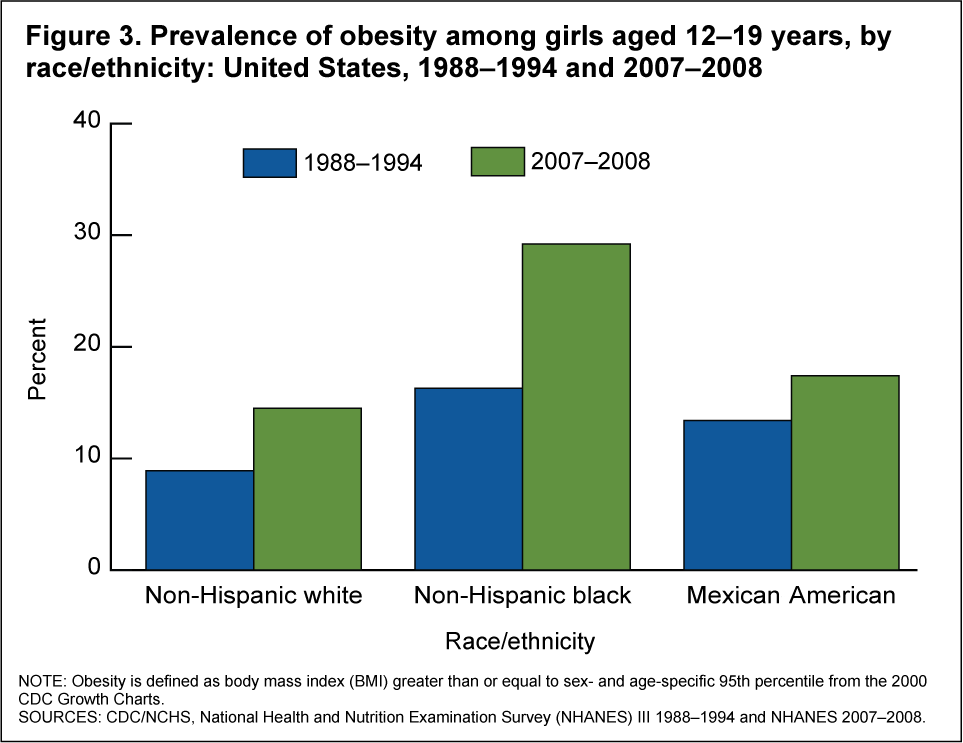 Figure 3. Prevalence of obesity among girls aged 12–19 years, by
race/ethnicity: United States, 1988–1994 and 2007–2008
40
1988–1994
2007–2008
30
20
10
0
Percent
Non-Hispanic white
Non-Hispanic black
Mexican American
Race/ethnicity
NOTE: Obesity is defined as body mass index (BMI) greater than or equal to sex- and age-specific 95th percentile from the 2000
CDC Growth Charts.
SOURCES: CDC/NCHS, National Health and Nutrition Examination Survey (NHANES) III 1988–1994 and NHANES 2007–2008.